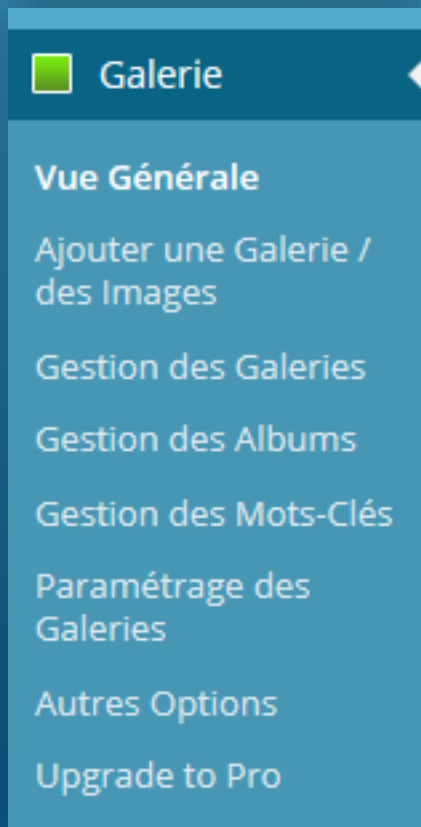 Galerie
Vue Générale
Ajouter une Galerie /
des Images
Gestion des Galeries
Gestion des Albums
Gestion des Mots-Clés
Paramétrage des
Galeries
Autres Options
Upgrade to Pro